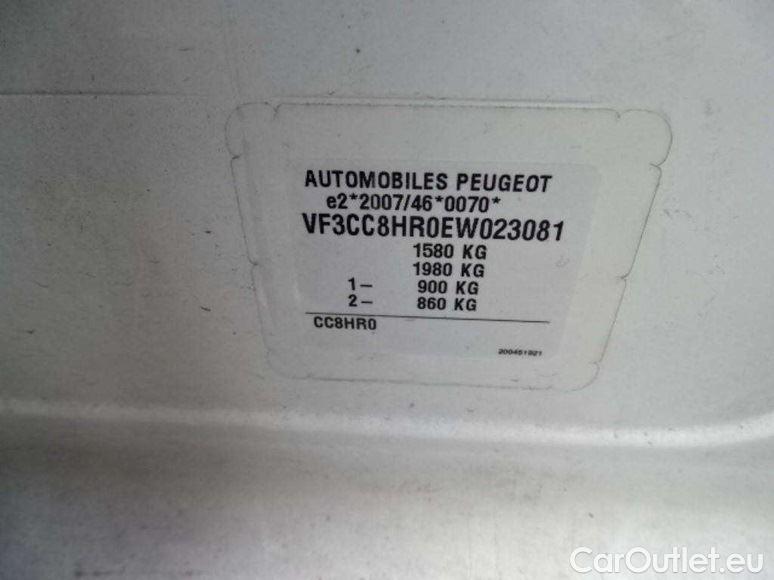 AUTOMOBILES PEUGEOT
e2*2007/46*0070*
VF3CC8HR0EW023081
1580 KG
1980 KG
1– 900 KG
2– 860 KG
CC8HR0
200451921
CarOutlet.eu